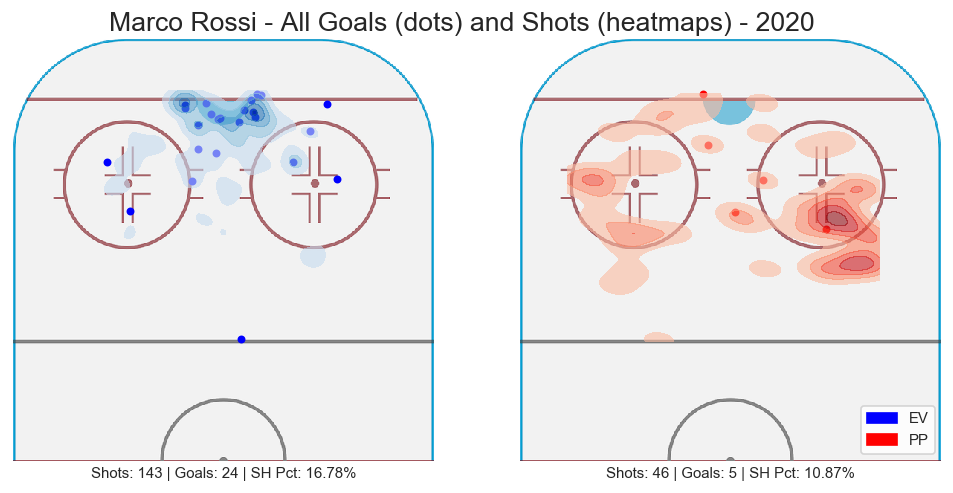 Marco Rossi - All Goals (dots) and Shots (heatmaps) - 2020
EV
PP
Shots: 143 | Goals: 24 | SH Pct: 16.78%
Shots: 46 | Goals: 5 | SH Pct: 10.87%